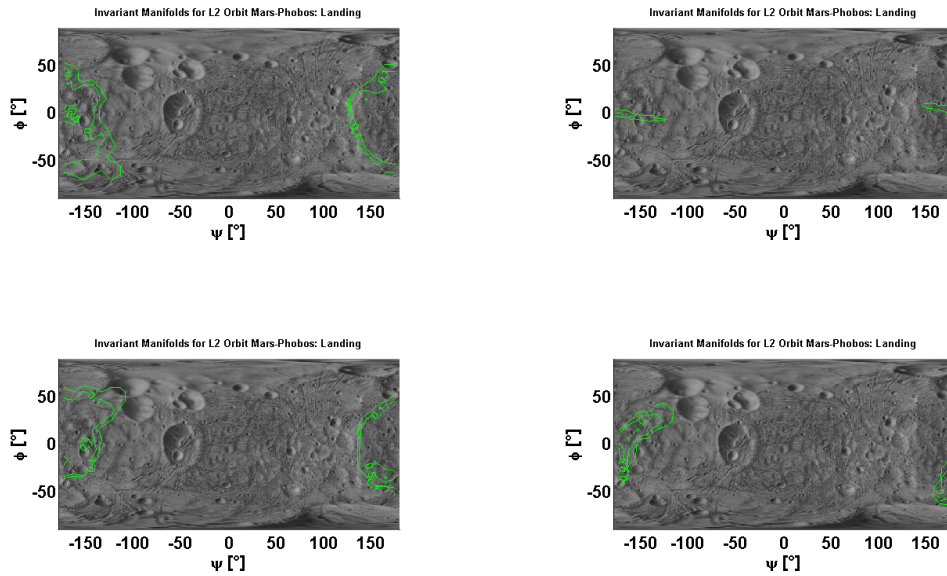 Invariant Manifolds for L2 Orbit Mars-Phobos: Landing
50
0
-50
ϕ [°]
-150 -100 -50 0 50 100 150
Ψ [°]
Invariant Manifolds for L2 Orbit Mars-Phobos: Landing
50
0
-50
ϕ [°]
-150 -100 -50 0 50 100 150
Ψ [°]
Invariant Manifolds for L2 Orbit Mars-Phobos: Landing
50
0
-50
ϕ [°]
-150 -100 -50 0 50 100 150
Ψ [°]
Invariant Manifolds for L2 Orbit Mars-Phobos: Landing
50
0
-50
ϕ [°]
-150 -100 -50 0 50 100 150
Ψ [°]